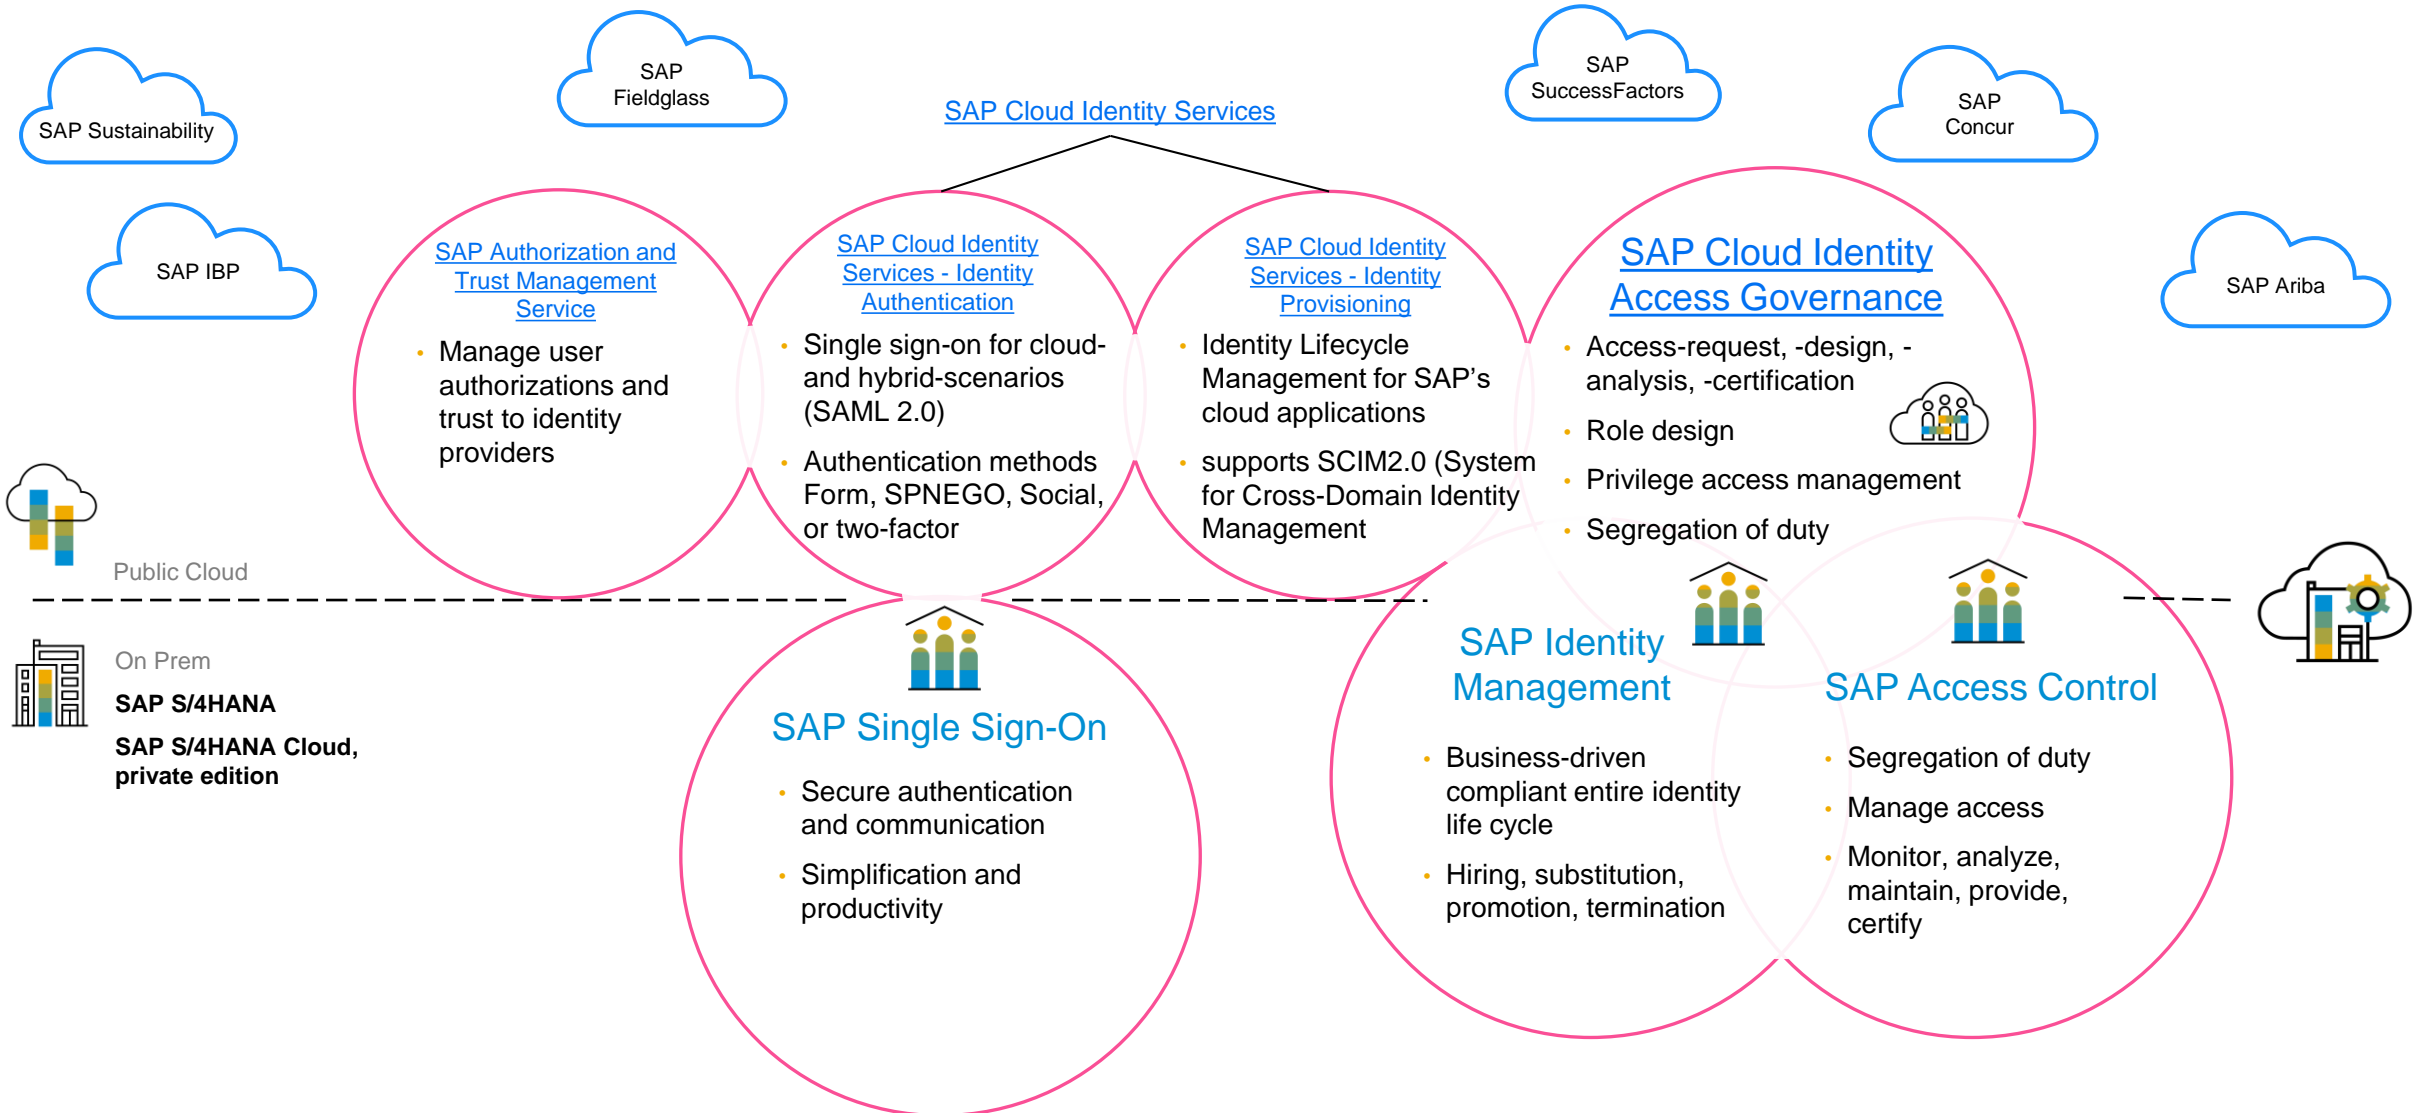 SAP Sustainability
SAP IBP
SAP
Fieldglass
SAP Cloud Identity Services
SAP
SuccessFactors
SAP
Concur
SAP Ariba
SAP Authorization and
Trust Management
Service
• Manage user
authorizations and
trust to identity
providers
SAP Cloud Identity
Services - Identity
Authentication
• Single sign-on for cloud-
and hybrid-scenarios
(SAML 2.0)
• Authentication methods
Form, SPNEGO, Social,
or two-factor
SAP Cloud Identity
Services - Identity
Provisioning
• Identity Lifecycle
Management for SAP’s
cloud applications
• supports SCIM2.0 (System
for Cross-Domain Identity
Management
SAP Cloud Identity
Access Governance
• Access-request, -design, -
analysis, -certification
• Role design
• Privilege access management
• Segregation of duty
Public Cloud
On Prem
SAP S/4HANA
SAP S/4HANA Cloud,
private edition
SAP Single Sign-On
• Secure authentication
and communication
• Simplification and
productivity
SAP Identity
Management
• Business-driven
compliant entire identity
life cycle
• Hiring, substitution,
promotion, termination
SAP Access Control
• Segregation of duty
• Manage access
• Monitor, analyze,
maintain, provide,
certify